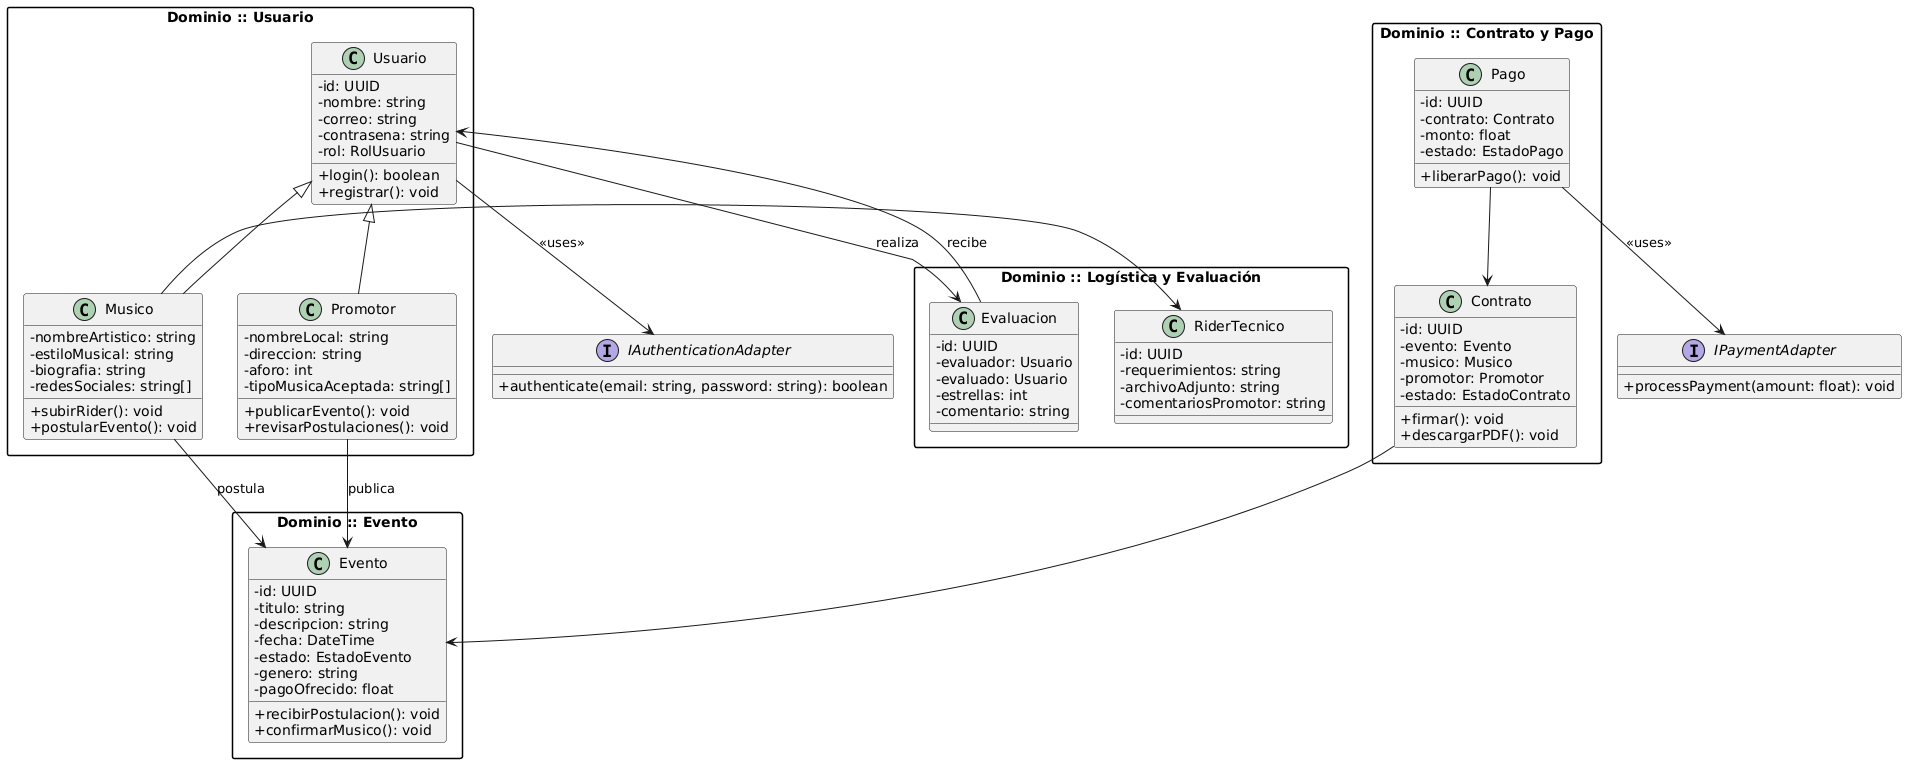 Dominio :: Usuario
C Usuario
-id: UUID
-nombre: string
-correo: string
-contrasena: string
-rol: RolUsuario
+login(): boolean
+registrar(): void
C Musico
-nombreArtistico: string
-estiloMusical: string
-biografia: string
-redesSociales: string[]
+subirRider(): void
+postularEvento(): void
C Promotor
-nombreLocal: string
-direccion: string
-aforo: int
-tipoMusicaAceptada: string[]
+publicarEvento(): void
+revisarPostulaciones(): void
«uses»
realiza
recibe
I IAuthenticationAdapter
+authenticate(email: string, password: string): boolean
Dominio :: Logística y Evaluación
C Evaluacion
-id: UUID
-evaluador: Usuario
-evaluado: Usuario
-estrellas: int
-comentario: string
C RiderTecnico
-id: UUID
-requerimientos: string
-archivoAdjunto: string
-comentariosPromotor: string
Dominio :: Contrato y Pago
C Pago
-id: UUID
-contrato: Contrato
-monto: float
-estado: EstadoPago
+liberarPago(): void
«uses»
C Contrato
-id: UUID
-evento: Evento
-musico: Musico
-promotor: Promotor
-estado: EstadoContrato
+firmar(): void
+descargarPDF(): void
I IPaymentAdapter
+processPayment(amount: float): void
postula
publica
Dominio :: Evento
C Evento
-id: UUID
-titulo: string
-descripcion: string
-fecha: DateTime
-estado: EstadoEvento
-genero: string
-pagoOfrecido: float
+recibirPostulacion(): void
+confirmarMusico(): void